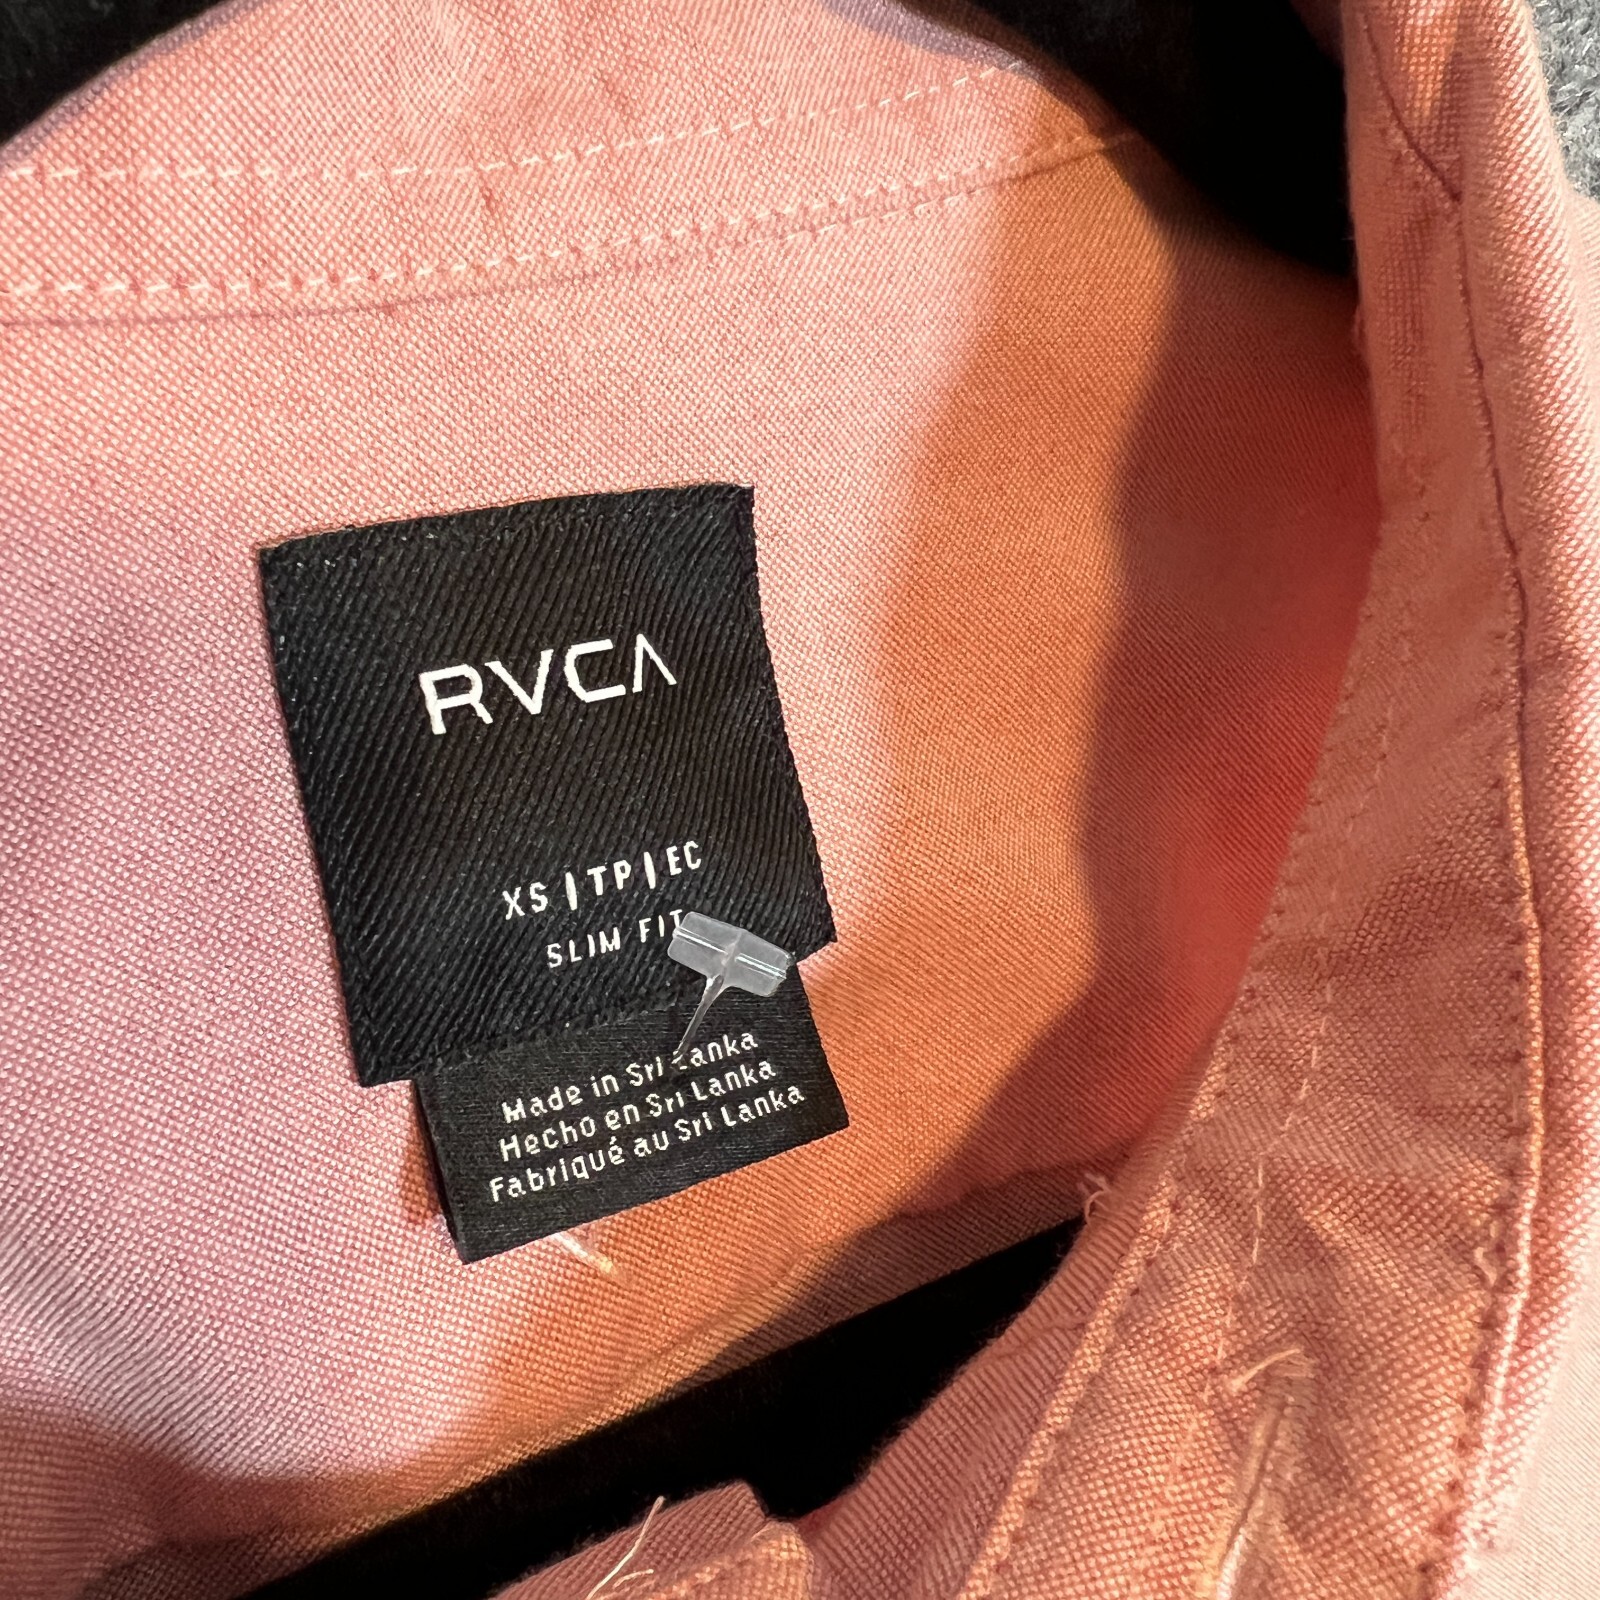 RVCA
XS | TP | EC
SLIM FIT
Made in Sri Lanka
Hecho en Sri Lanka
Fabriqué au Sri Lanka